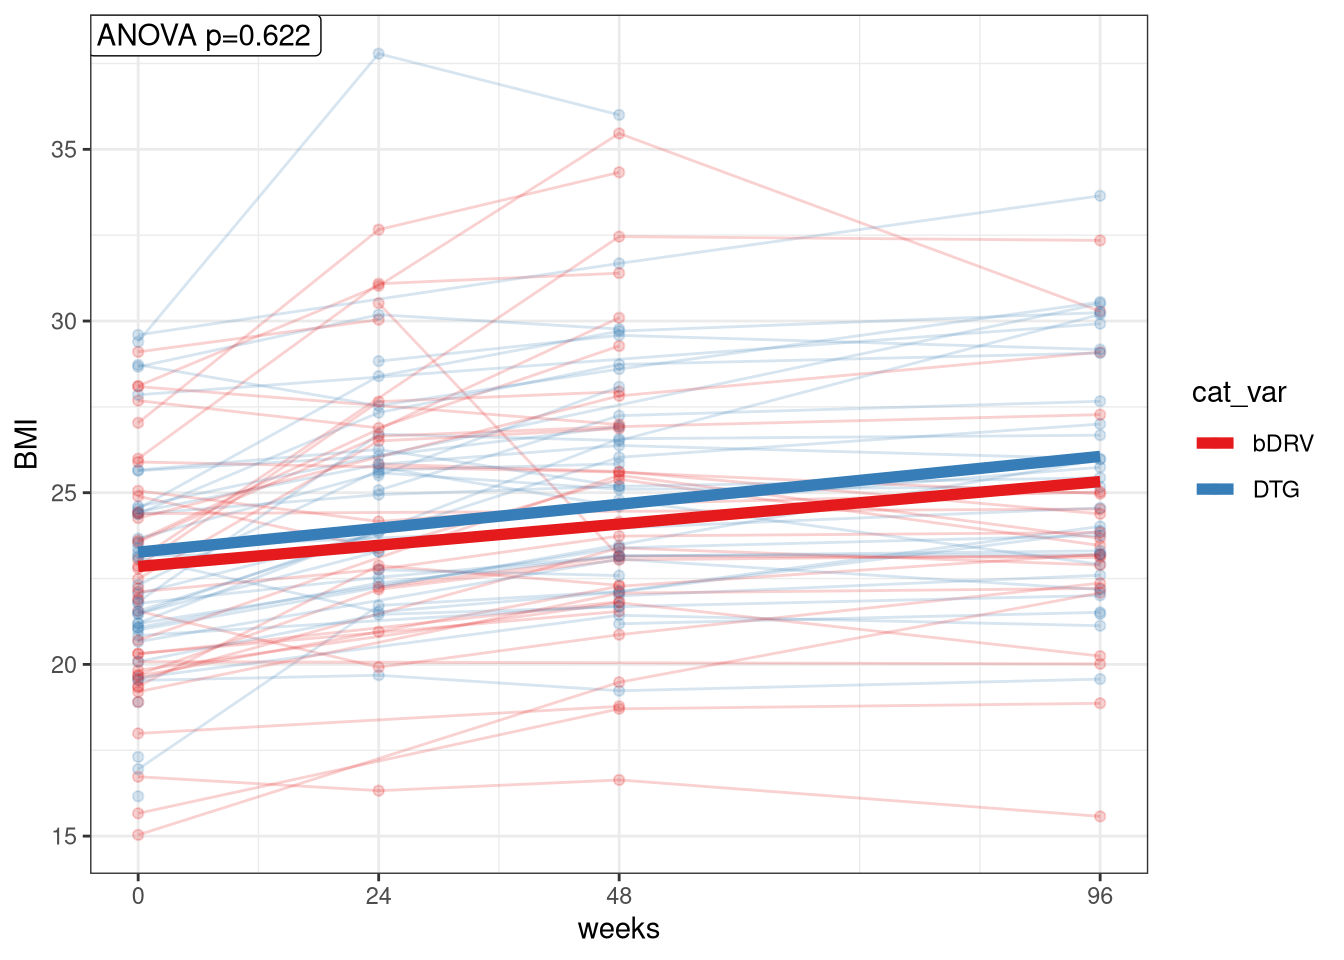 ANOVA p=0.622
35
30
25
20
15
BMI
0 24 48 96
weeks
cat_var
bDRV
DTG